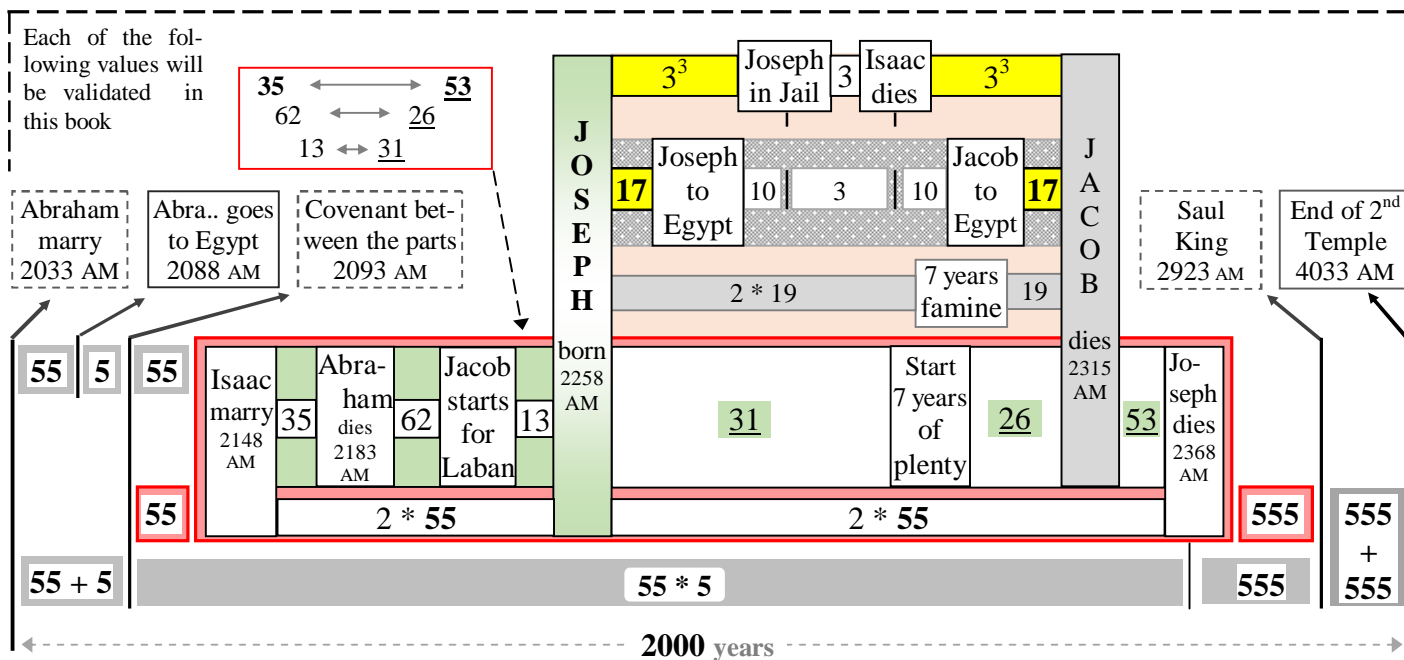 Each of the fol-
lowing values will
be validated in
this book
35 53
62 26
13 31
3³ Joseph
in Jail 3 Isaac
dies 3³
17 Joseph
to
Egypt 10 3 10 Jacob
to
Egypt 17
2 * 19 7 years
famine 19
J
O
S
E
P
H
born
2258
AM
J
A
C
O
B
dies
2315
AM
Abraham
marry
2033 AM
Abra.. goes
to Egypt
2088 AM
Covenant bet-
ween the parts
2093 AM
Saul
King
2923 AM
End of 2nd
Temple
4033 AM
55 5 55
Isaac
marry
2148
AM
35
Abra-
ham
dies
2183
AM
62
Jacob
starts
for
Laban
13
31
Start
7 years
of
plenty
26
53
Jo-
seph
dies
2368
AM
55
2 * 55
2 * 55
555
555
+
555
55 + 5
55 * 5
555
2000 years